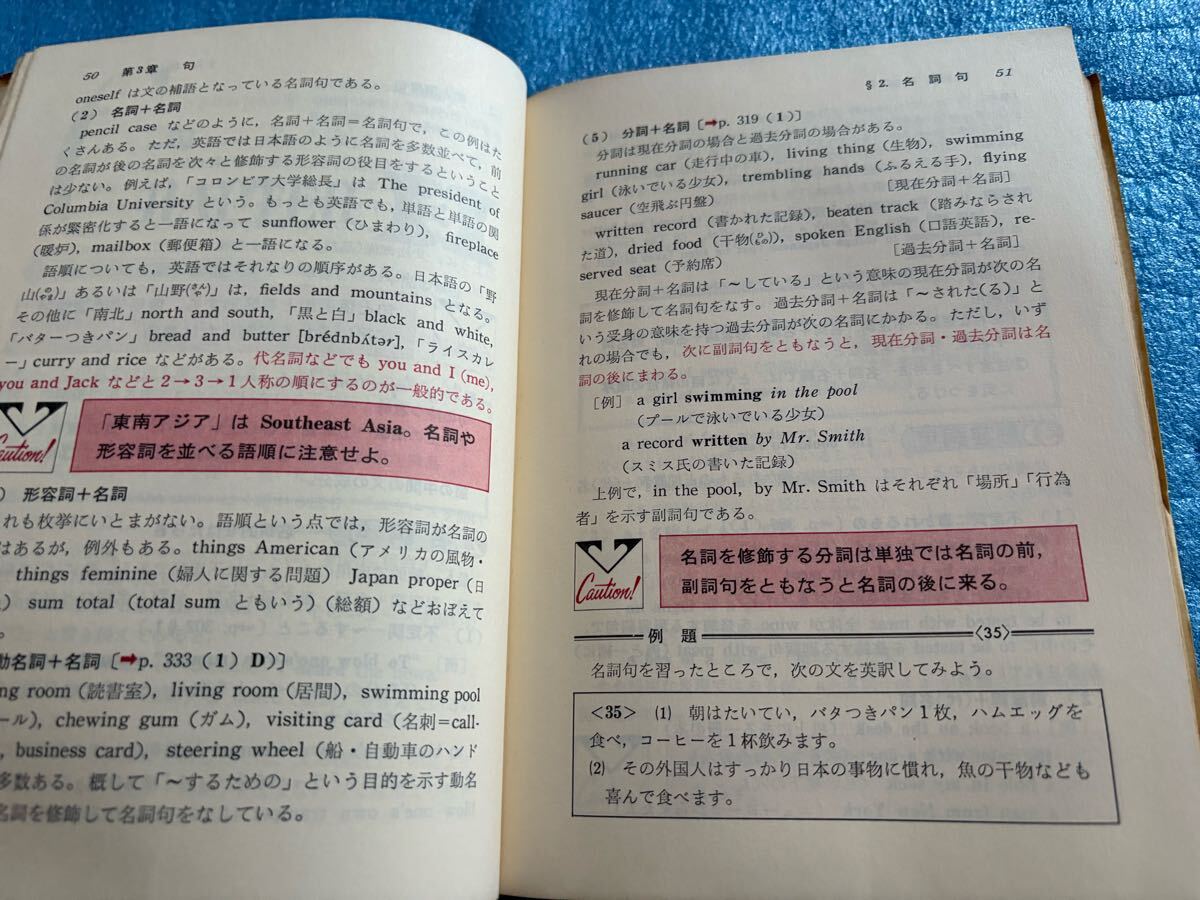 50 第3章 句
oneself は文の補語となっている名詞句である。
(2) 名詞＋名詞
pencil case などのように，名詞＋名詞＝名詞句で，この例はた
くさんある。ただ，英語では日本語のように名詞を多数並べて，前
の名詞が後の名詞を次々と修飾する形容詞の役目をするということ
は少ない。例えば，「コロンビア大学総長」は The president of
Columbia University という。もっとも英語でも，単語と単語の関
係が緊密化すると一語になって sunflower（ひまわり），fireplace
（暖炉），mailbox（郵便箱）と一語になる。
語順についても，英語ではそれなりの順序がある。日本語の「野
山」あるいは「山野」は，fields and mountains となる。
その他に「南北」north and south,「黒と白」black and white,
「バターつきパン」bread and butter [brédnbʌ́tər],「ライスカレ
ー」curry and rice などがある。代名詞などでも you and I (me),
you and Jack などと 2→3→1人称の順にするのが一般的である。
Caution!
「東南アジア」は Southeast Asia。名詞や
形容詞を並べる語順に注意せよ。
) 形容詞＋名詞
れも枚挙にいとまがない。語順という点では，形容詞が名詞の
はあるが，例外もある。things American（アメリカの風物・
things feminine（婦人に関する問題）Japan proper（日
) sum total（total sum ともいう）（総額）などおぼえて
。
動名詞＋名詞［➡p. 333 (1) D)］
ng room（読書室），living room（居間），swimming pool
ール），chewing gum（ガム），visiting card（名刺＝call-
, business card), steering wheel（船・自動車のハンド
多数ある。概して「〜するための」という目的を示す動名
名詞を修飾して名詞句をなしている。
§2. 名詞句 51
(5) 分詞＋名詞［➡p. 319 (1)］
分詞は現在分詞の場合と過去分詞の場合がある。
running car（走行中の車），living thing（生物），swimming
girl（泳いでいる少女），trembling hands（ふるえる手），flying
saucer（空飛ぶ円盤） ［現在分詞＋名詞］
written record（書かれた記録），beaten track（踏みならされ
た道），dried food（干物），spoken English（口語英語），re-
served seat（予約席） ［過去分詞＋名詞］
現在分詞＋名詞は「〜している」という意味の現在分詞が次の名
詞を修飾して名詞句をなす。過去分詞＋名詞は「〜された(る)」と
いう受身の意味を持つ過去分詞が次の名詞にかかる。ただし，いず
れの場合でも，次に副詞句をともなうと，現在分詞・過去分詞は名
詞の後にまわる。
［例］ a girl swimming in the pool
（プールで泳いでいる少女）
a record written by Mr. Smith
（スミス氏の書いた記録）
上例で，in the pool, by Mr. Smith はそれぞれ「場所」「行為
者」を示す副詞句である。
Caution!
名詞を修飾する分詞は単独では名詞の前，
副詞句をともなうと名詞の後に来る。
例題 〈35〉
名詞句を習ったところで，次の文を英訳してみよう。
<35> (1) 朝はたいてい，バタつきパン1枚，ハムエッグを
食べ，コーヒーを1杯飲みます。
(2) その外国人はすっかり日本の事物に慣れ，魚の干物なども
喜んで食べます。